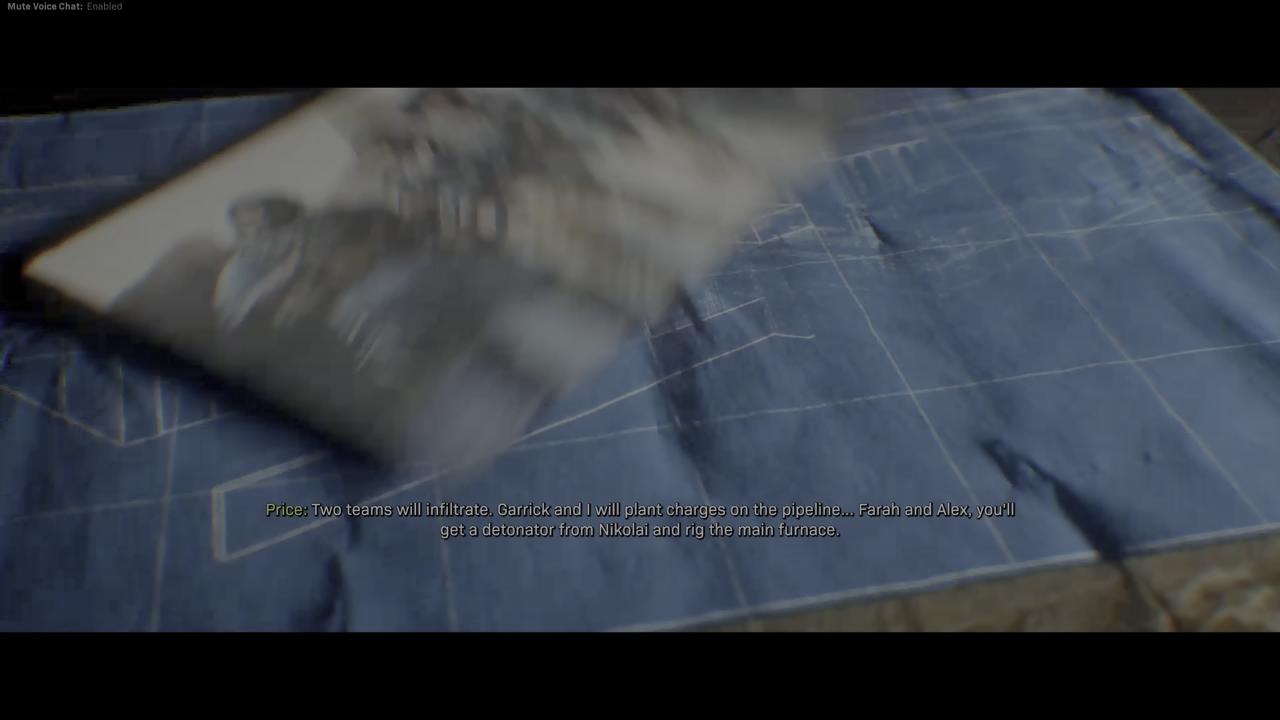 Mute Voice Chat: Enabled
Price: Two teams will infiltrate. Garrick and I will plant charges on the pipeline... Farah and Alex, you'll
get a detonator from Nikolai and rig the main furnace.